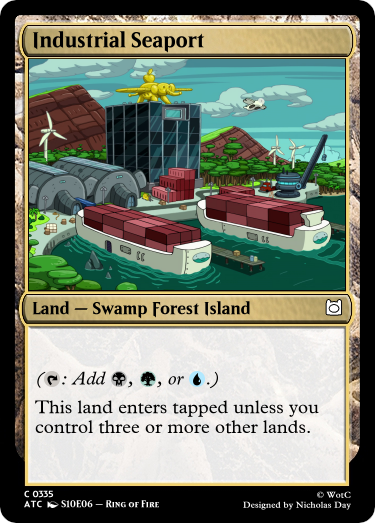 Industrial Seaport
Land — Swamp Forest Island
(: Add , , or .)
This land enters tapped unless you
control three or more other lands.
C 0335
ATC S10E06 – Ring of Fire
© WotC
Designed by Nicholas Day